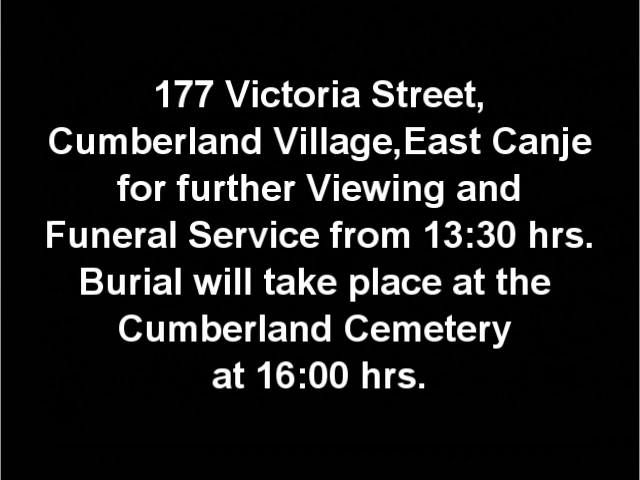 177 Victoria Street,
Cumberland Village,East Canje
for further Viewing and
Funeral Service from 13:30 hrs.
Burial will take place at the
Cumberland Cemetery
at 16:00 hrs.